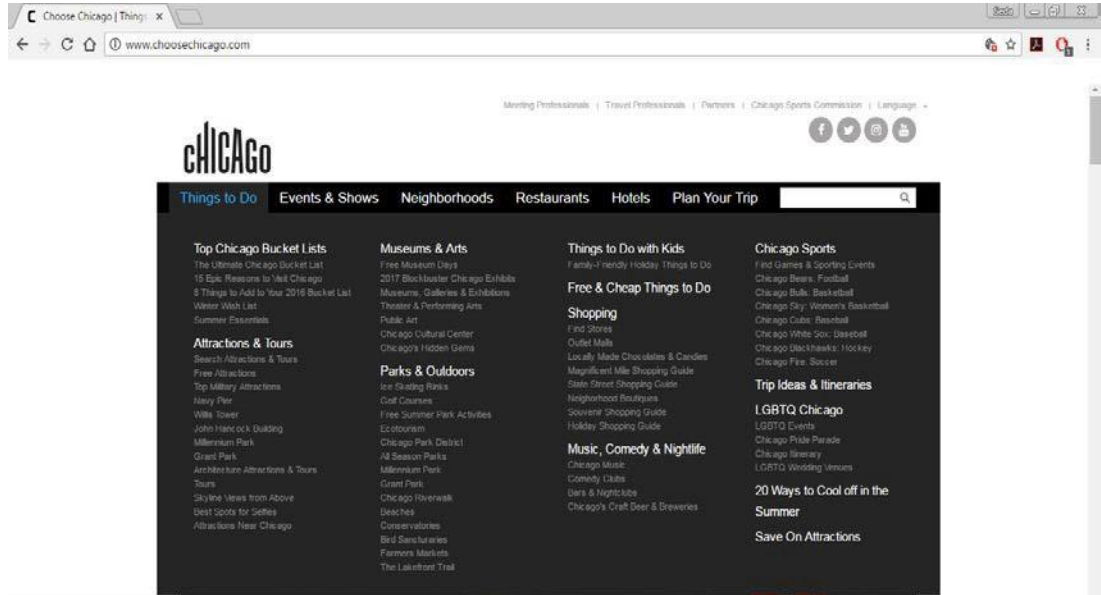 Choose Chicago | Things
www.choosechicago.com
Meeting Professionals | Travel Professionals | Partners | Chicago Sports Commission | Language
CHICAGO
Things to Do Events & Shows Neighborhoods Restaurants Hotels Plan Your Trip
Top Chicago Bucket Lists
The Ultimate Chicago Bucket List
15 Epic Reasons to Visit Chicago
8 Things to Add to Your 2016 Bucket List
Winter Wish List
Summer Essentials
Attractions & Tours
Search Attractions & Tours
Free Attractions
Top Military Attractions
Navy Pier
Willis Tower
John Hancock Building
Millennium Park
Grant Park
Architecture Attractions & Tours
Tours
Skyline Views from Above
Best Spots for Selfies
Attractions Near Chicago
Museums & Arts
Free Museum Days
2017 Blockbuster Chicago Exhibits
Museums, Galleries & Exhibitions
Theater & Performing Arts
Public Art
Chicago Cultural Center
Chicago's Hidden Gems
Parks & Outdoors
Ice Skating Rinks
Golf Courses
Free Summer Park Activities
Ecotourism
Chicago Park District
All Season Parks
Millennium Park
Grant Park
Chicago Riverwalk
Beaches
Conservatories
Bird Sancturaries
Farmers Markets
The Lakefront Trail
Things to Do with Kids
Family-Friendly Holiday Things to Do
Free & Cheap Things to Do
Shopping
Find Stores
Outlet Malls
Locally Made Chocolates & Candies
Magnificent Mile Shopping Guide
State Street Shopping Guide
Neighborhood Boutiques
Souvenir Shopping Guide
Holiday Shopping Guide
Music, Comedy & Nightlife
Chicago Music
Comedy Clubs
Bars & Nightclubs
Chicago's Craft Beer & Breweries
Chicago Sports
Find Games & Sporting Events
Chicago Bears: Football
Chicago Bulls: Basketball
Chicago Sky: Women's Basketball
Chicago Cubs: Baseball
Chicago White Sox: Baseball
Chicago Blackhawks: Hockey
Chicago Fire: Soccer
Trip Ideas & Itineraries
LGBTQ Chicago
LGBTQ Events
Chicago Pride Parade
Chicago Itinerary
LGBTQ Wedding Venues
20 Ways to Cool off in the
Summer
Save On Attractions